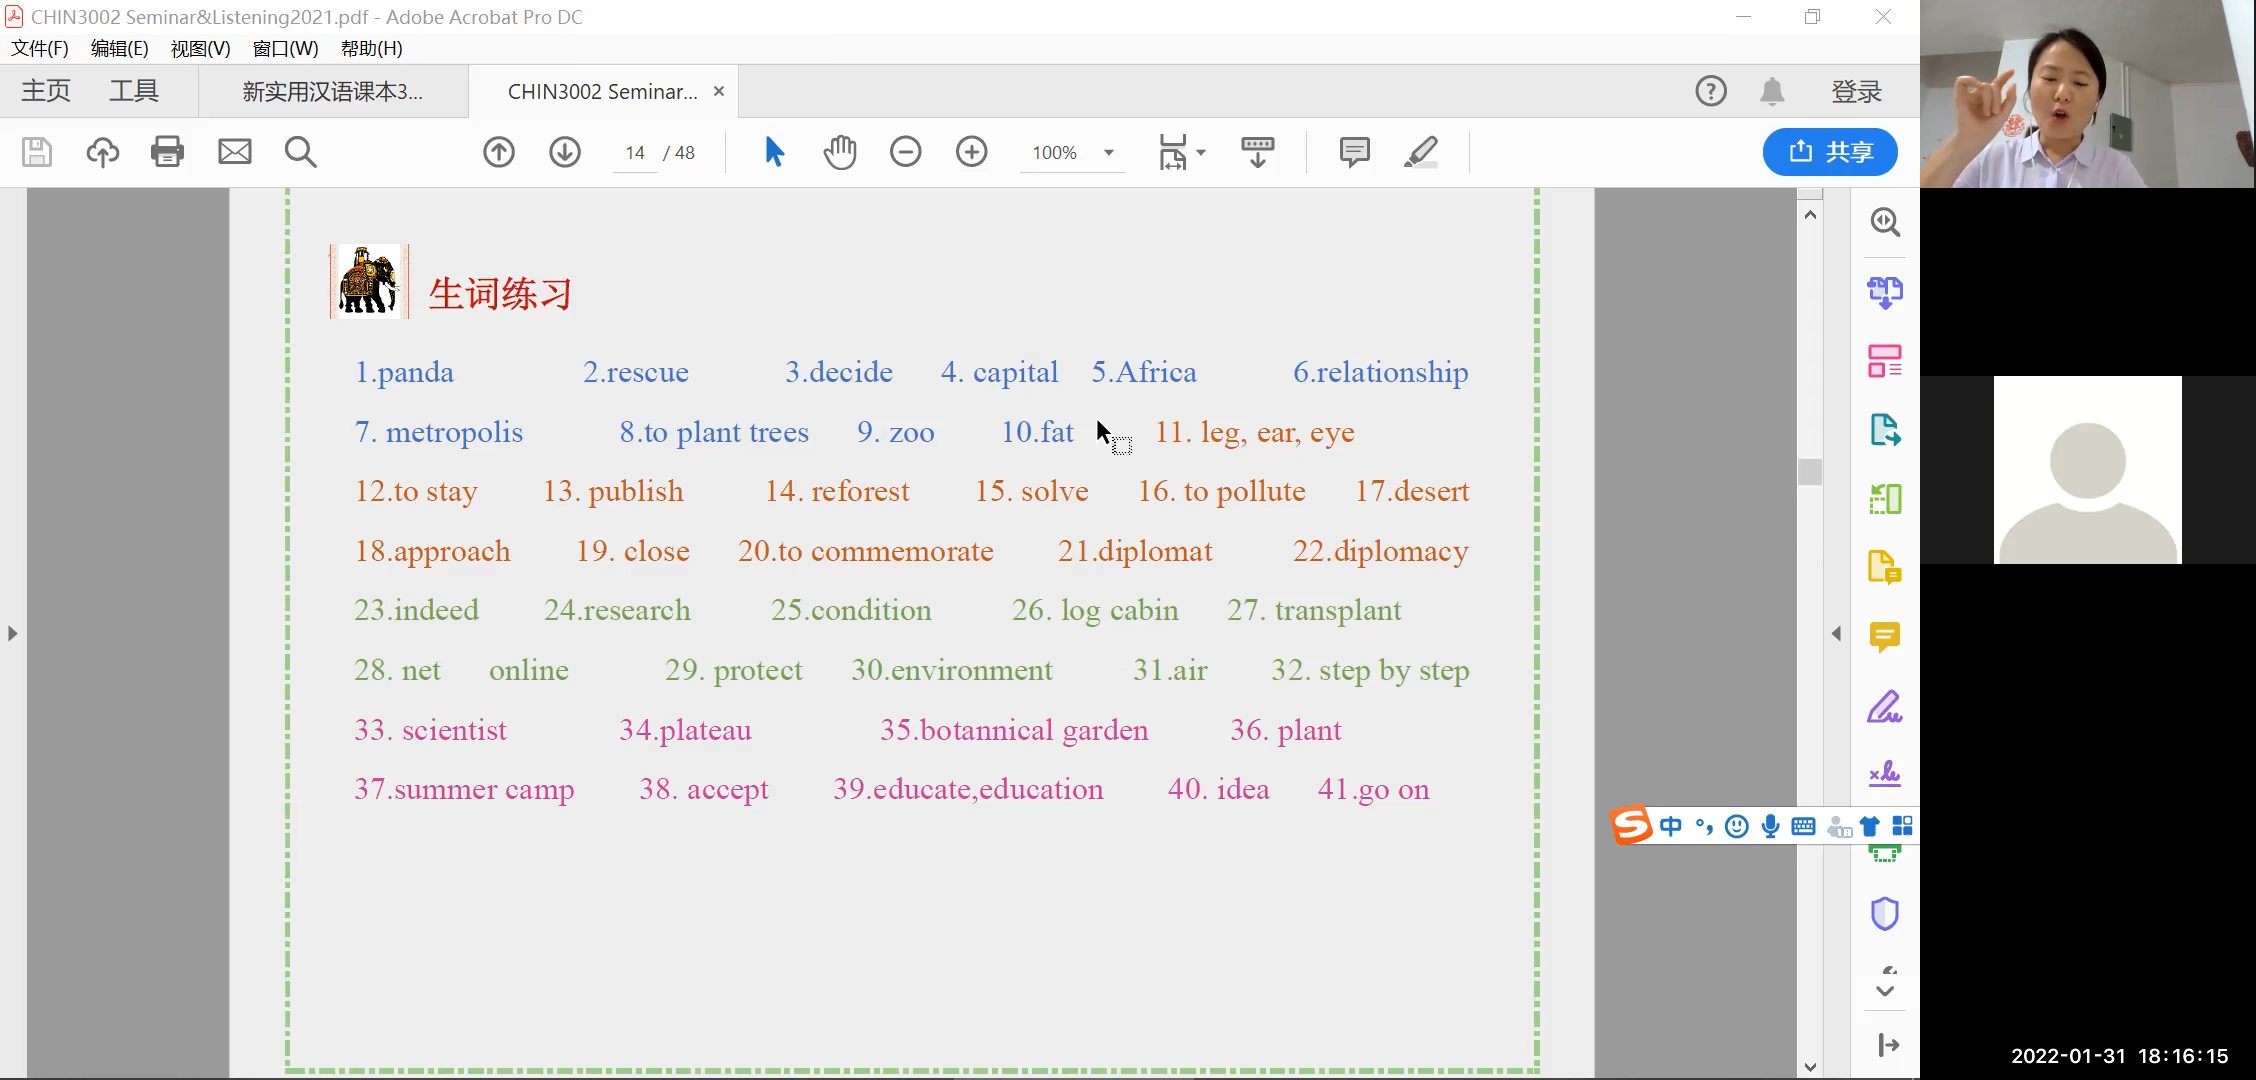 CHIN3002 Seminar&Listening2021.pdf - Adobe Acrobat Pro DC
文件(F) 编辑(E) 视图(V) 窗口(W) 帮助(H)
主页 工具 新实用汉语课本3... CHIN3002 Seminar... × 登录
14 / 48 100% 共享
生词练习
1.panda 2.rescue 3.decide 4. capital 5.Africa 6.relationship
7. metropolis 8.to plant trees 9. zoo 10.fat 11. leg, ear, eye
12.to stay 13. publish 14. reforest 15. solve 16. to pollute 17.desert
18.approach 19. close 20.to commemorate 21.diplomat 22.diplomacy
23.indeed 24.research 25.condition 26. log cabin 27. transplant
28. net online 29. protect 30.environment 31.air 32. step by step
33. scientist 34.plateau 35.botannical garden 36. plant
37.summer camp 38. accept 39.educate,education 40. idea 41.go on
中
2022-01-31 18:16:15